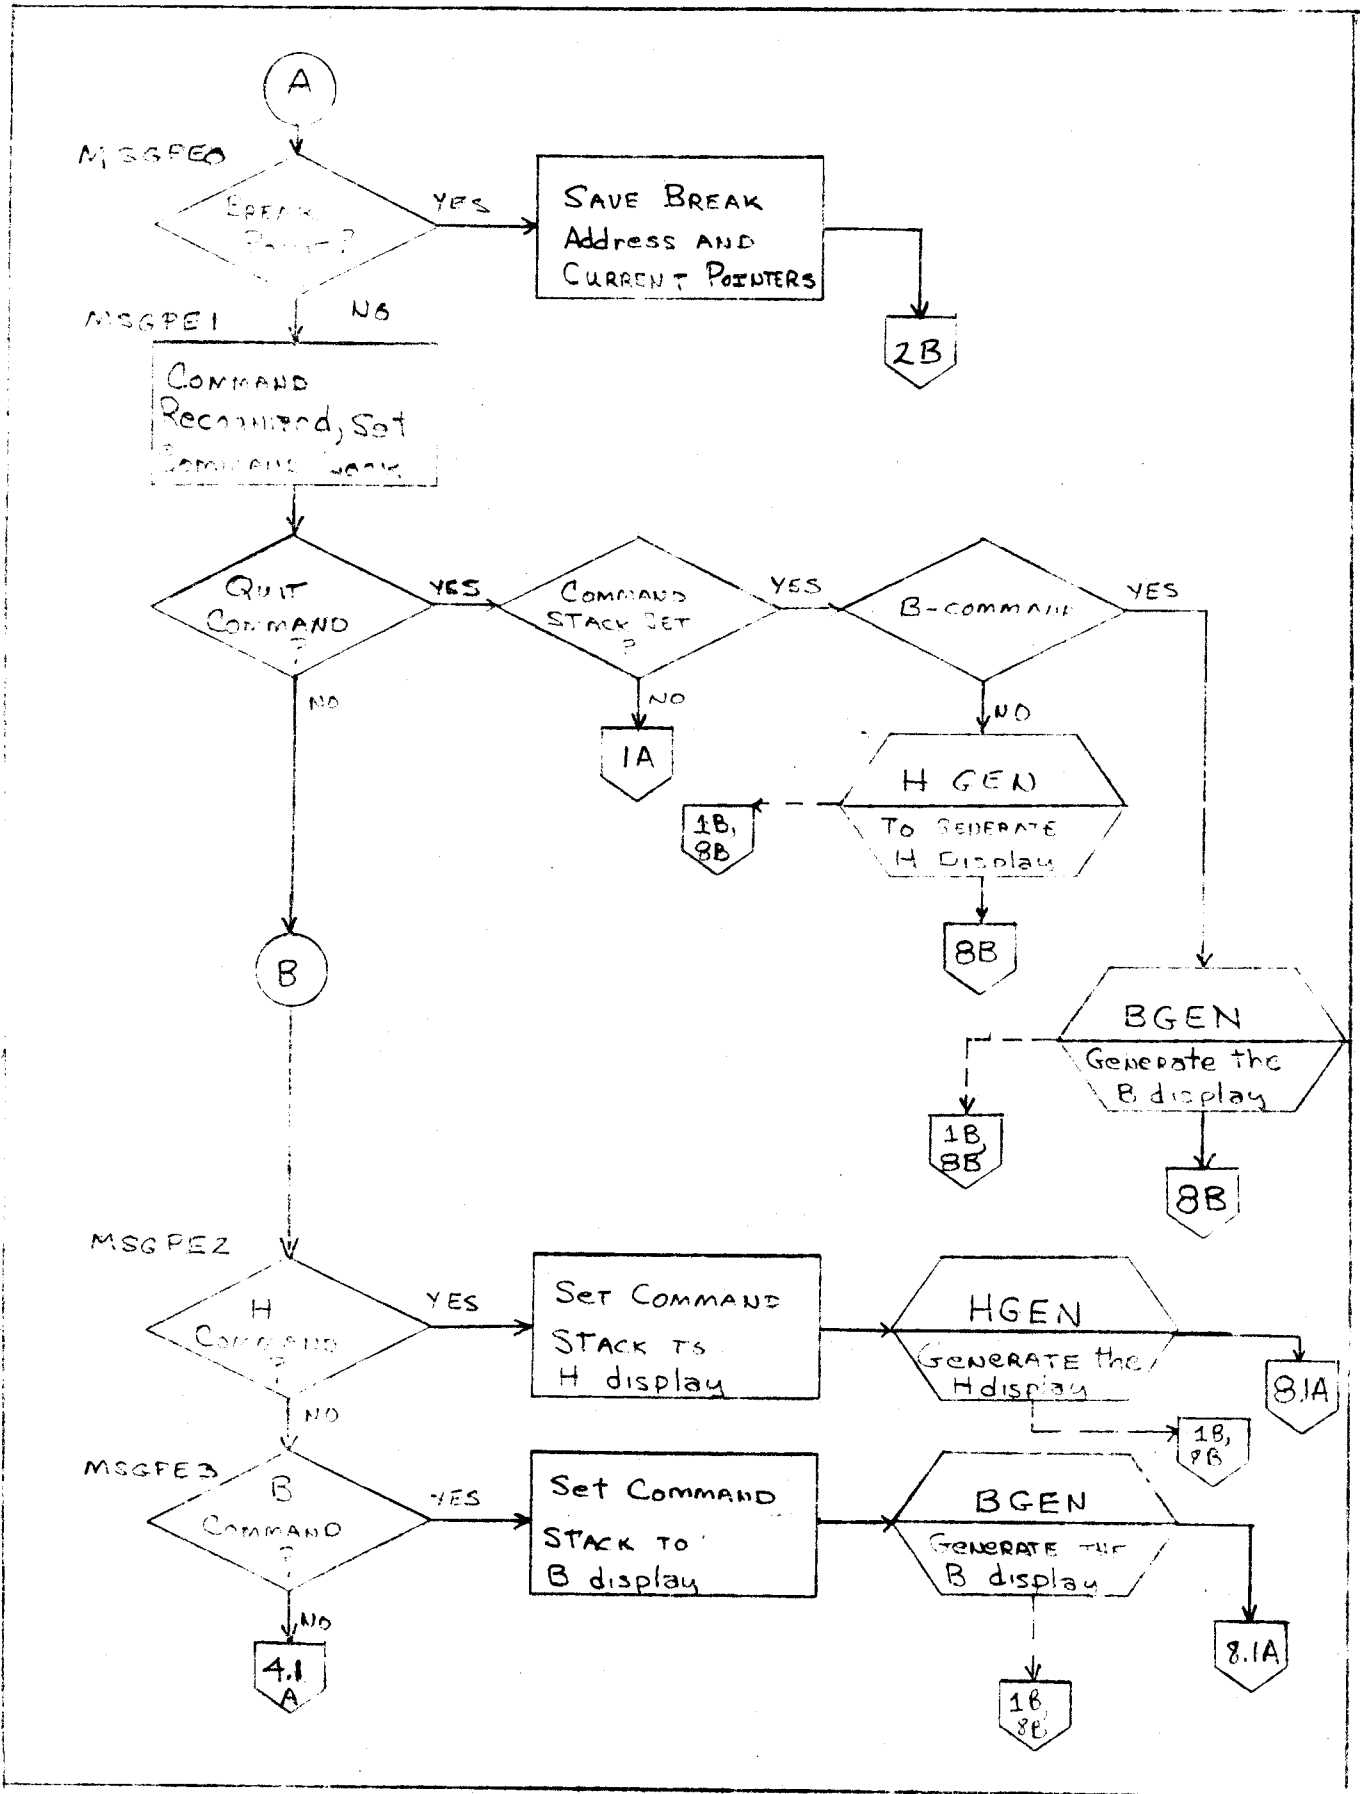 A
MSGPE0
BREAK
POINT?
YES
SAVE BREAK
Address AND
CURRENT POINTERS
2B
NO
MSGPE1
COMMAND
Recognized, Set
COMMAND
QUIT
COMMAND
?
YES
COMMAND
STACK SET
?
YES
B-COMMAND
YES
NO
NO
NO
1A
H GEN
TO GENERATE
H Display
1B,
8B
8B
B
BGEN
Generate the
B display
1B,
8B
8B
MSGPE2
H
COMMAND
?
YES
Set COMMAND
STACK TO
H display
HGEN
GENERATE the
H display
8.1A
1B,
8B
NO
MSGPE3
B
COMMAND
?
YES
Set COMMAND
STACK TO
B display
BGEN
GENERATE THE
B display
8.1A
1B
8B
NO
4.1
A